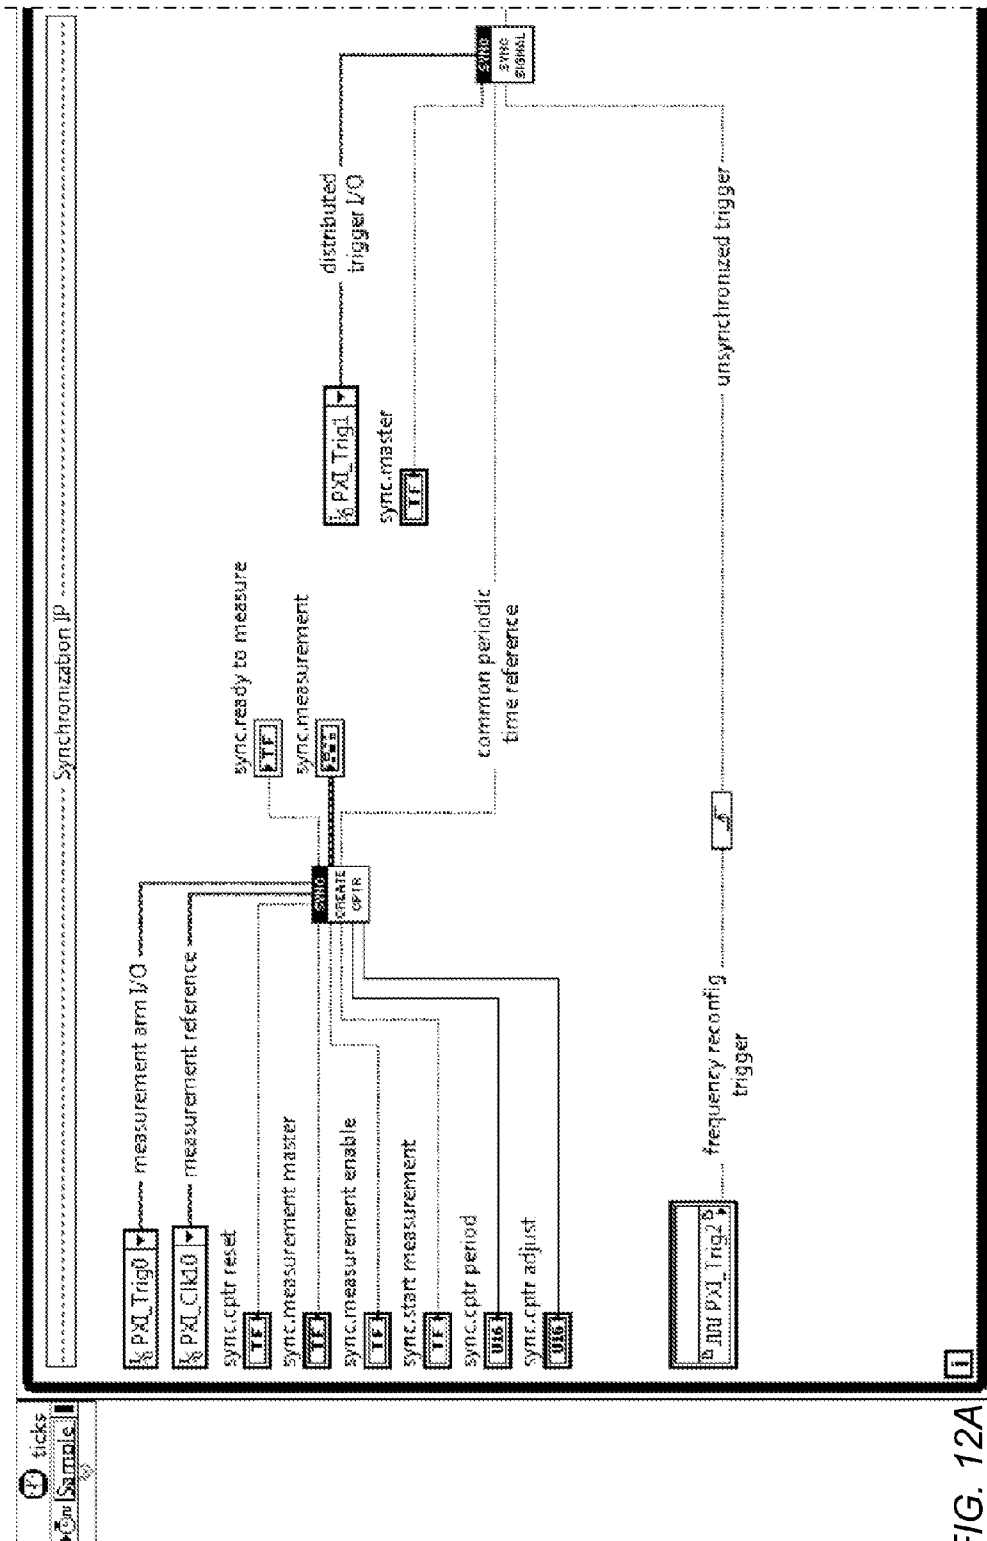 ticks
Sample
Synchronization IP
PXI_Trig0
measurement arm I/O
PXI_Clk10
measurement reference
sync.cptr reset
TF
sync.measurement master
TF
sync.measurement enable
TF
sync.start measurement
TF
sync.cptr period
U16
sync.cptr adjust
U16
SYNC
CREATE
CPTR
sync.ready to measure
TF
sync.measurement
common periodic
time reference
PXI_Trig1
distributed
trigger I/O
sync.master
TF
SYNC
SYNC
SIGNAL
PXI_Trig2
frequency reconfig
trigger
unsynchronized trigger
i
FIG. 12A